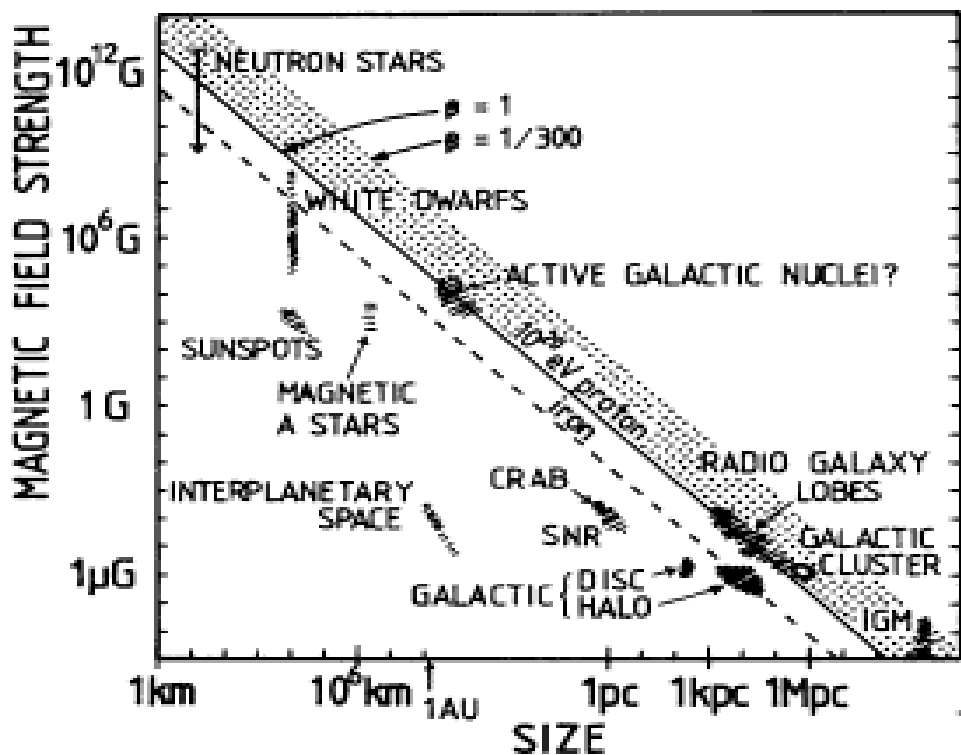 MAGNETIC FIELD STRENGTH
10¹²G
10⁶G
1G
1µG
NEUTRON STARS
β = 1
β = 1/300
WHITE DWARFS
ACTIVE GALACTIC NUCLEI?
SUNSPOTS
MAGNETIC
A STARS
eV proton
iron
RADIO GALAXY
LOBES
CRAB
INTERPLANETARY
SPACE
SNR
GALACTIC
CLUSTER
GALACTIC { DISC
HALO
IGM
1km
10⁶km
1AU
1pc
1kpc
1Mpc
SIZE